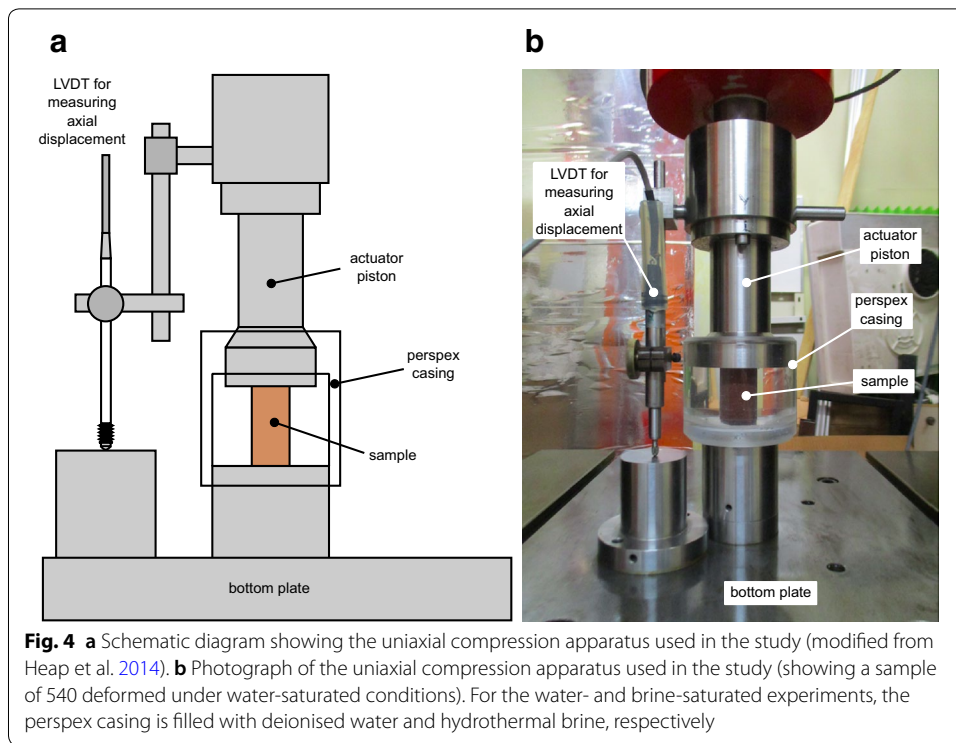 a
LVDT for
measuring
axial
displacement
actuator
piston
perspex
casing
sample
bottom plate
b
LVDT for
measuring
axial
displacement
actuator
piston
perspex
casing
sample
bottom plate
Fig. 4 a Schematic diagram showing the uniaxial compression apparatus used in the study (modified from
Heap et al. 2014). b Photograph of the uniaxial compression apparatus used in the study (showing a sample
of 540 deformed under water-saturated conditions). For the water- and brine-saturated experiments, the
perspex casing is filled with deionised water and hydrothermal brine, respectively